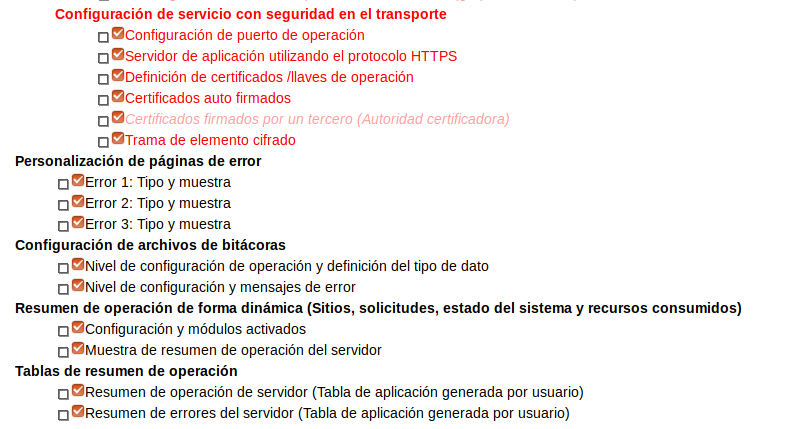 Configuración de servicio con seguridad en el transporte
Configuración de puerto de operación
Servidor de aplicación utilizando el protocolo HTTPS
Definición de certificados /llaves de operación
Certificados auto firmados
Certificados firmados por un tercero (Autoridad certificadora)
Trama de elemento cifrado
Personalización de páginas de error
Error 1: Tipo y muestra
Error 2: Tipo y muestra
Error 3: Tipo y muestra
Configuración de archivos de bitácoras
Nivel de configuración de operación y definición del tipo de dato
Nivel de configuración y mensajes de error
Resumen de operación de forma dinámica (Sitios, solicitudes, estado del sistema y recursos consumidos)
Configuración y módulos activados
Muestra de resumen de operación del servidor
Tablas de resumen de operación
Resumen de operación de servidor (Tabla de aplicación generada por usuario)
Resumen de errores del servidor (Tabla de aplicación generada por usuario)